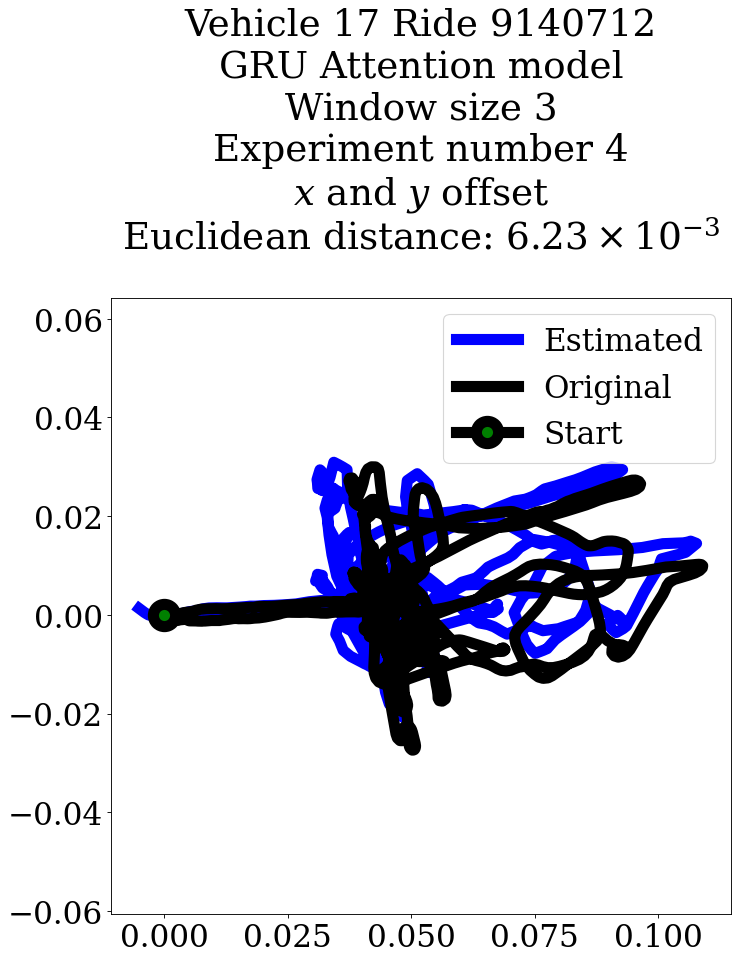 Vehicle 17 Ride 9140712
GRU Attention model
Window size 3
Experiment number 4
x and y offset
Euclidean distance: 6.23 × 10⁻³
Estimated
Original
Start
0.06
0.04
0.02
0.00
−0.02
−0.04
−0.06
0.000 0.025 0.050 0.075 0.100